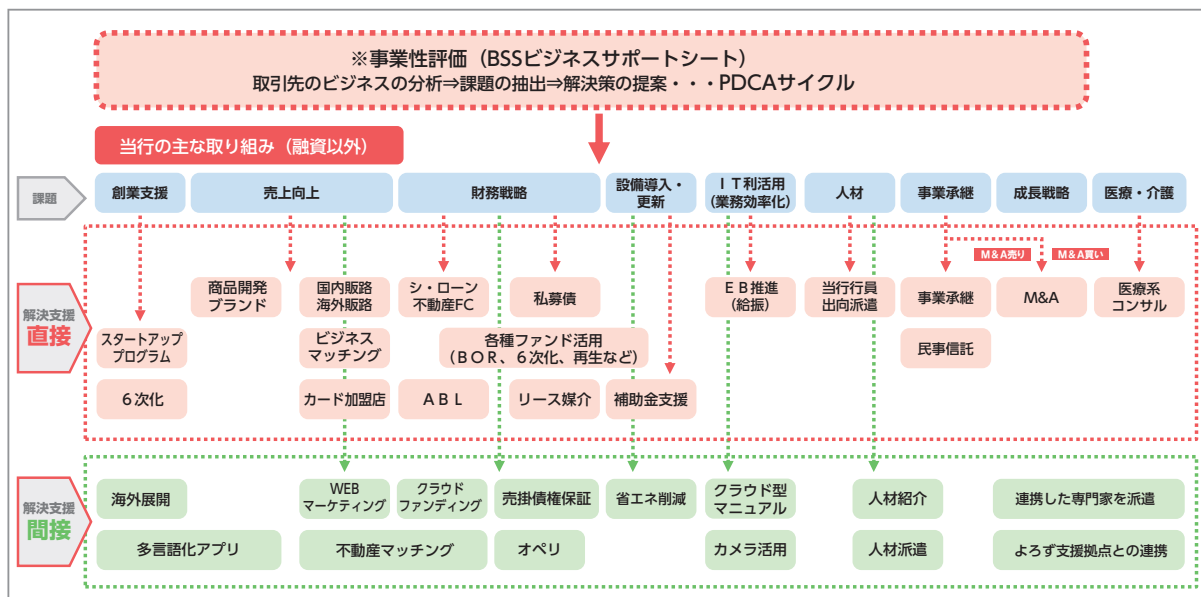 ※事業性評価（BSSビジネスサポートシート）
取引先のビジネスの分析⇒課題の抽出⇒解決策の提案・・・PDCAサイクル
当行の主な取り組み（融資以外）
課題
創業支援
売上向上
財務戦略
設備導入・
更新
ＩＴ利活用
（業務効率化）
人材
事業承継
成長戦略
医療・介護
M&A売り
M&A買い
解決支援
直接
商品開発
ブランド
国内販路
海外販路
シ・ローン
不動産FC
私募債
ＥＢ推進
（給振）
当行行員
出向派遣
事業承継
M&A
医療系
コンサル
スタートアップ
プログラム
ビジネス
マッチング
各種ファンド活用
（ＢＯＲ、６次化、再生など）
民事信託
６次化
カード加盟店
ＡＢＬ
リース媒介
補助金支援
解決支援
間接
海外展開
WEB
マーケティング
クラウド
ファンディング
売掛債権保証
省エネ削減
クラウド型
マニュアル
人材紹介
連携した専門家を派遣
多言語化アプリ
不動産マッチング
オペリ
カメラ活用
人材派遣
よろず支援拠点との連携